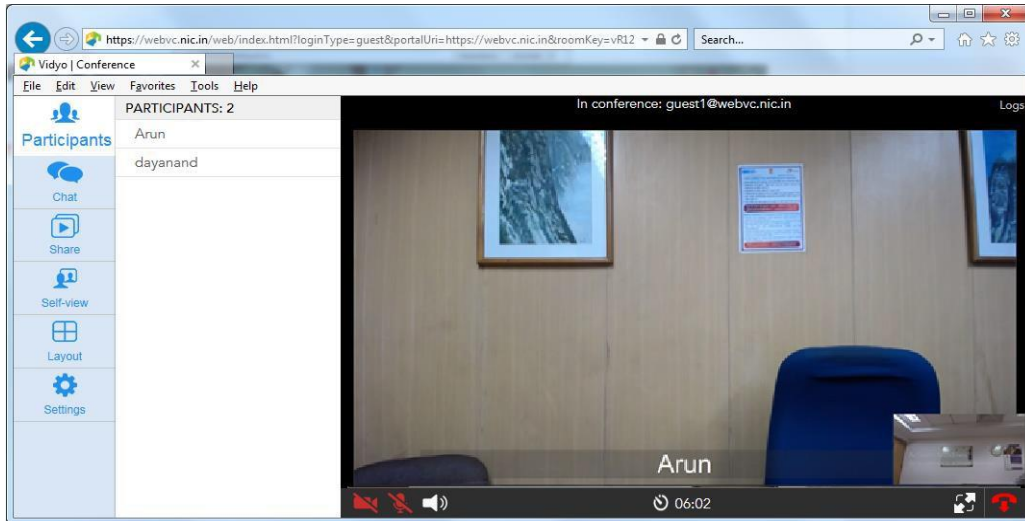 https://webvc.nic.in/web/index.html?loginType=guest&portalUri=https://webvc.nic.in&roomKey=vR12
Search...
Vidyo | Conference
File Edit View Favorites Tools Help
Participants
Chat
Share
Self-view
Layout
Settings
PARTICIPANTS: 2
Arun
dayanand
In conference: guest1@webvc.nic.in
Logs
Arun
06:02